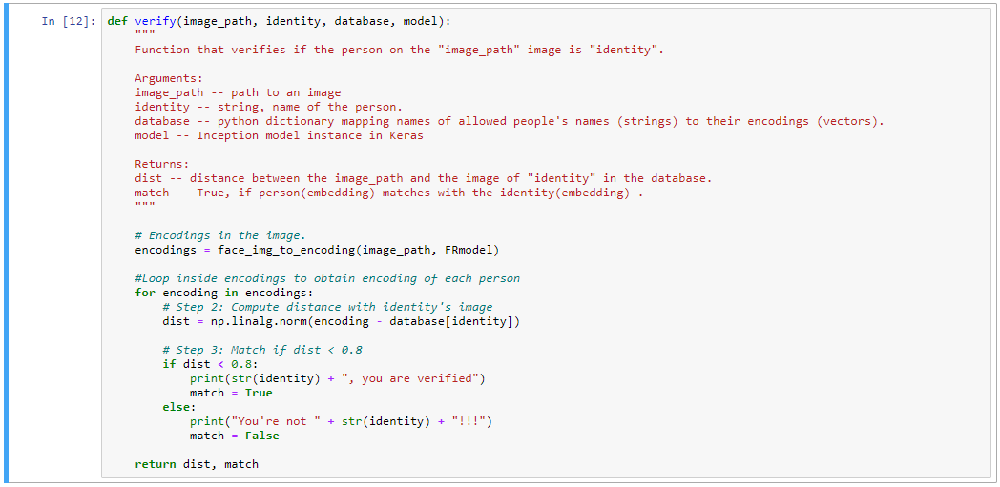 In [12]: def verify(image_path, identity, database, model):
"""
Function that verifies if the person on the "image_path" image is "identity".
Arguments:
image_path -- path to an image
identity -- string, name of the person.
database -- python dictionary mapping names of allowed people's names (strings) to their encodings (vectors).
model -- Inception model instance in Keras
Returns:
dist -- distance between the image_path and the image of "identity" in the database.
match -- True, if person(embedding) matches with the identity(embedding) .
"""
# Encodings in the image.
encodings = face_img_to_encoding(image_path, FRmodel)
#Loop inside encodings to obtain encoding of each person
for encoding in encodings:
# Step 2: Compute distance with identity's image
dist = np.linalg.norm(encoding - database[identity])
# Step 3: Match if dist < 0.8
if dist < 0.8:
print(str(identity) + ", you are verified")
match = True
else:
print("You're not " + str(identity) + "!!!")
match = False
return dist, match